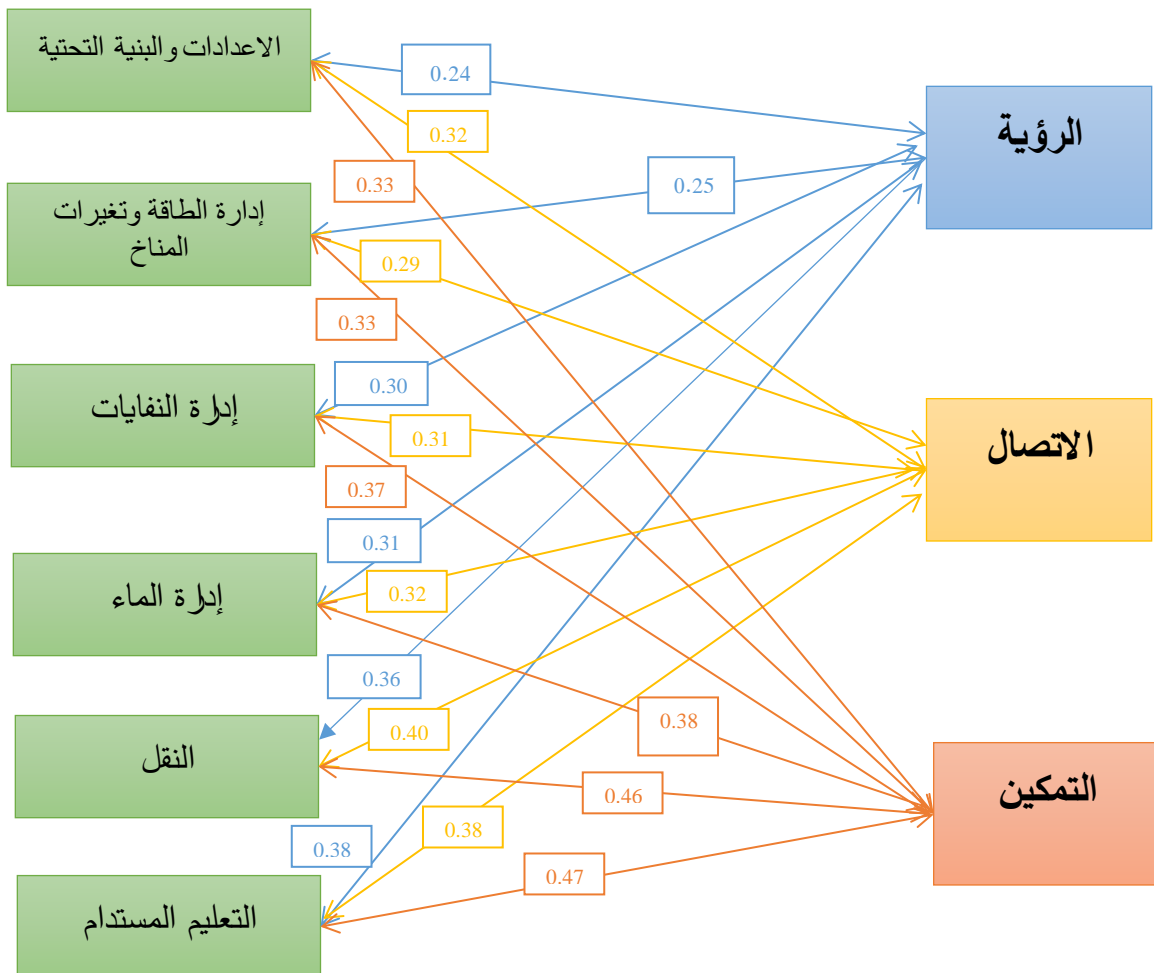 الاعدادات والبنية التحتية
0.24
الرؤية
0.32
0.33
0.25
إدارة الطاقة وتغيرات
المناخ
0.29
0.33
إدارة النفايات
0.30
0.31
الاتصال
0.37
0.31
إدارة الماء
0.32
0.36
0.38
النقل
0.40
0.46
التمكين
0.38
0.38
0.47
التعليم المستدام